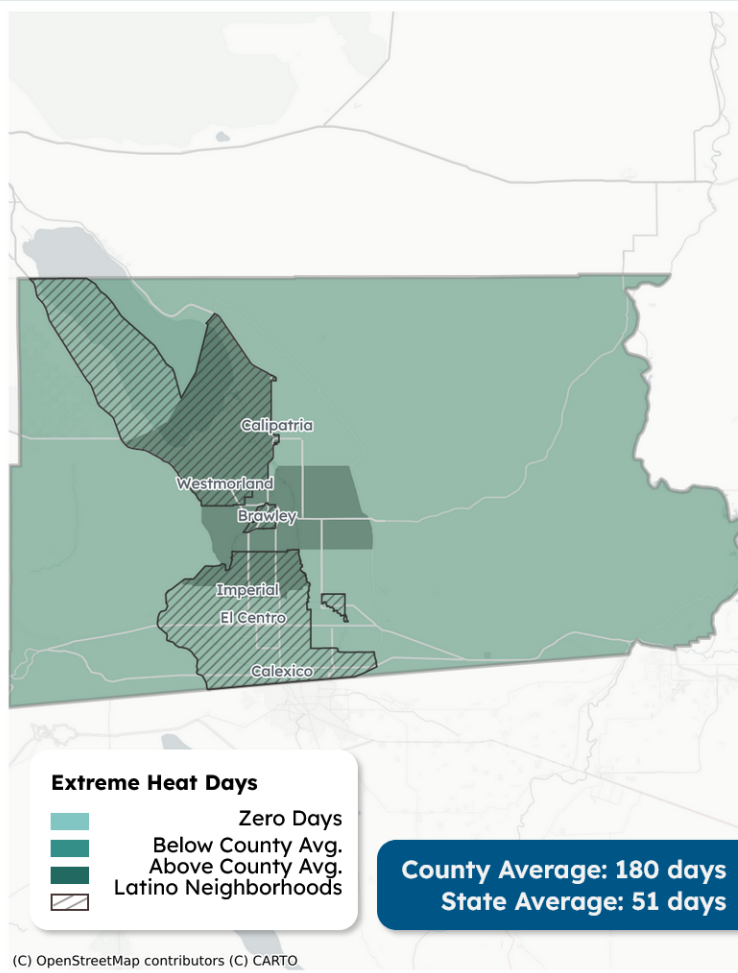 Calipatria
Westmorland
Brawley
Imperial
El Centro
Calexico
Extreme Heat Days
Zero Days
Below County Avg.
Above County Avg.
Latino Neighborhoods
County Average: 180 days
State Average: 51 days
(C) OpenStreetMap contributors (C) CARTO